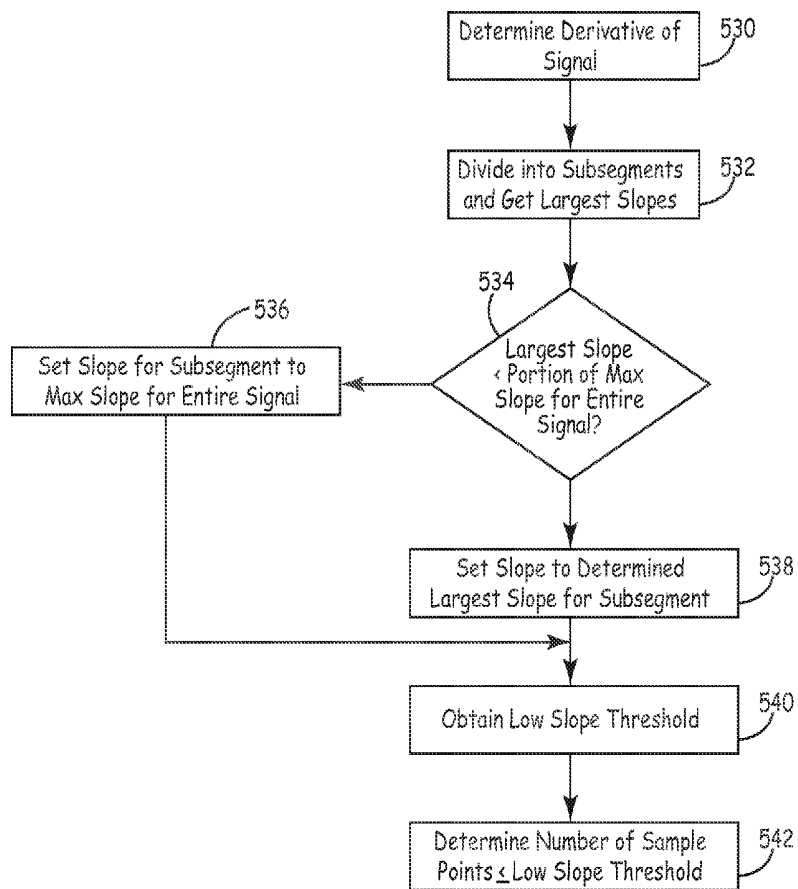 Determine Derivative of
Signal
530
Divide into Subsegments
and Get Largest Slopes
532
534
Largest Slope
< Portion of Max
Slope for Entire
Signal?
536
Set Slope for Subsegment to
Max Slope for Entire Signal
Set Slope to Determined
Largest Slope for Subsegment
538
Obtain Low Slope Threshold
540
Determine Number of Sample
Points ≤ Low Slope Threshold
542